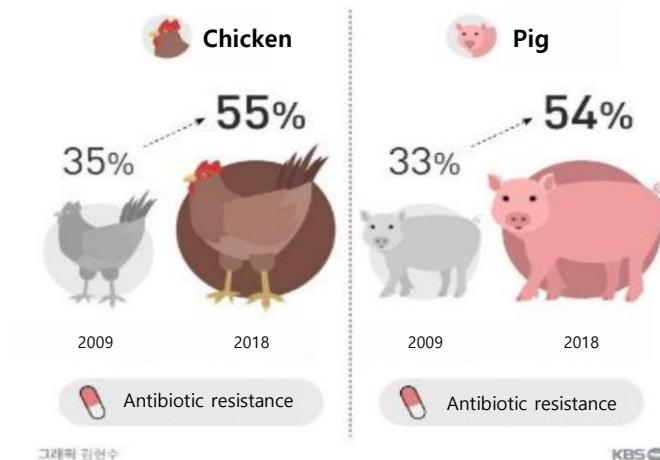 Chicken
55%
35%
2009
2018
Antibiotic resistance
Pig
54%
33%
2009
2018
Antibiotic resistance
그래픽 김현수
KBS